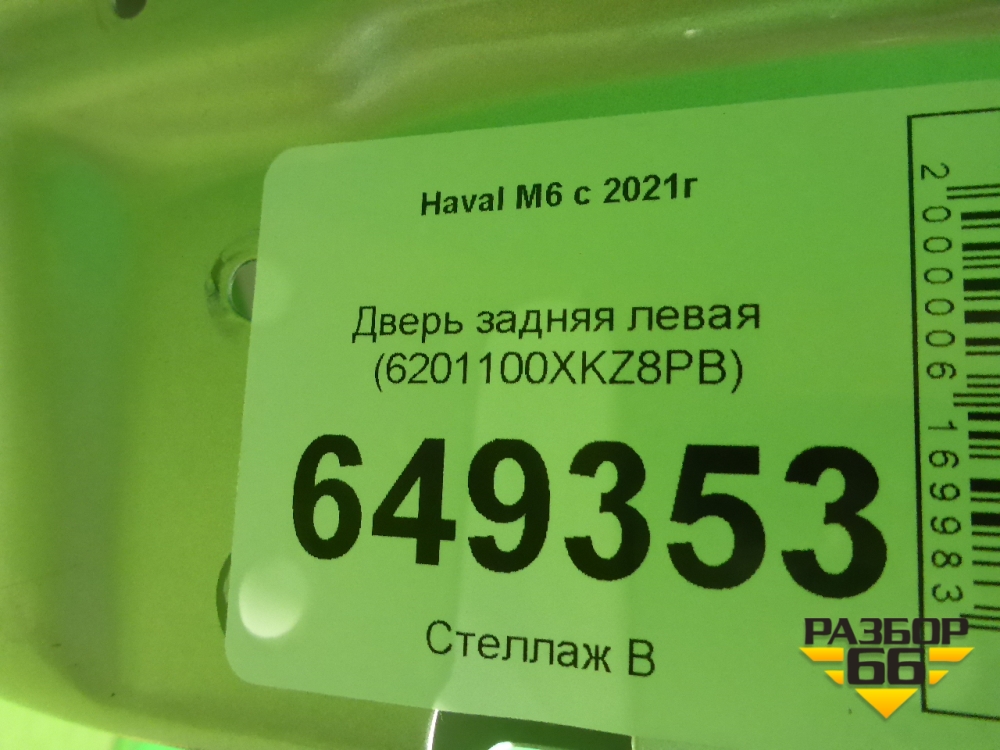 Haval M6 с 2021г
Дверь задняя левая
(6201100XKZ8PB)
649353
Стеллаж В
2000006169983
РАЗБОР
66